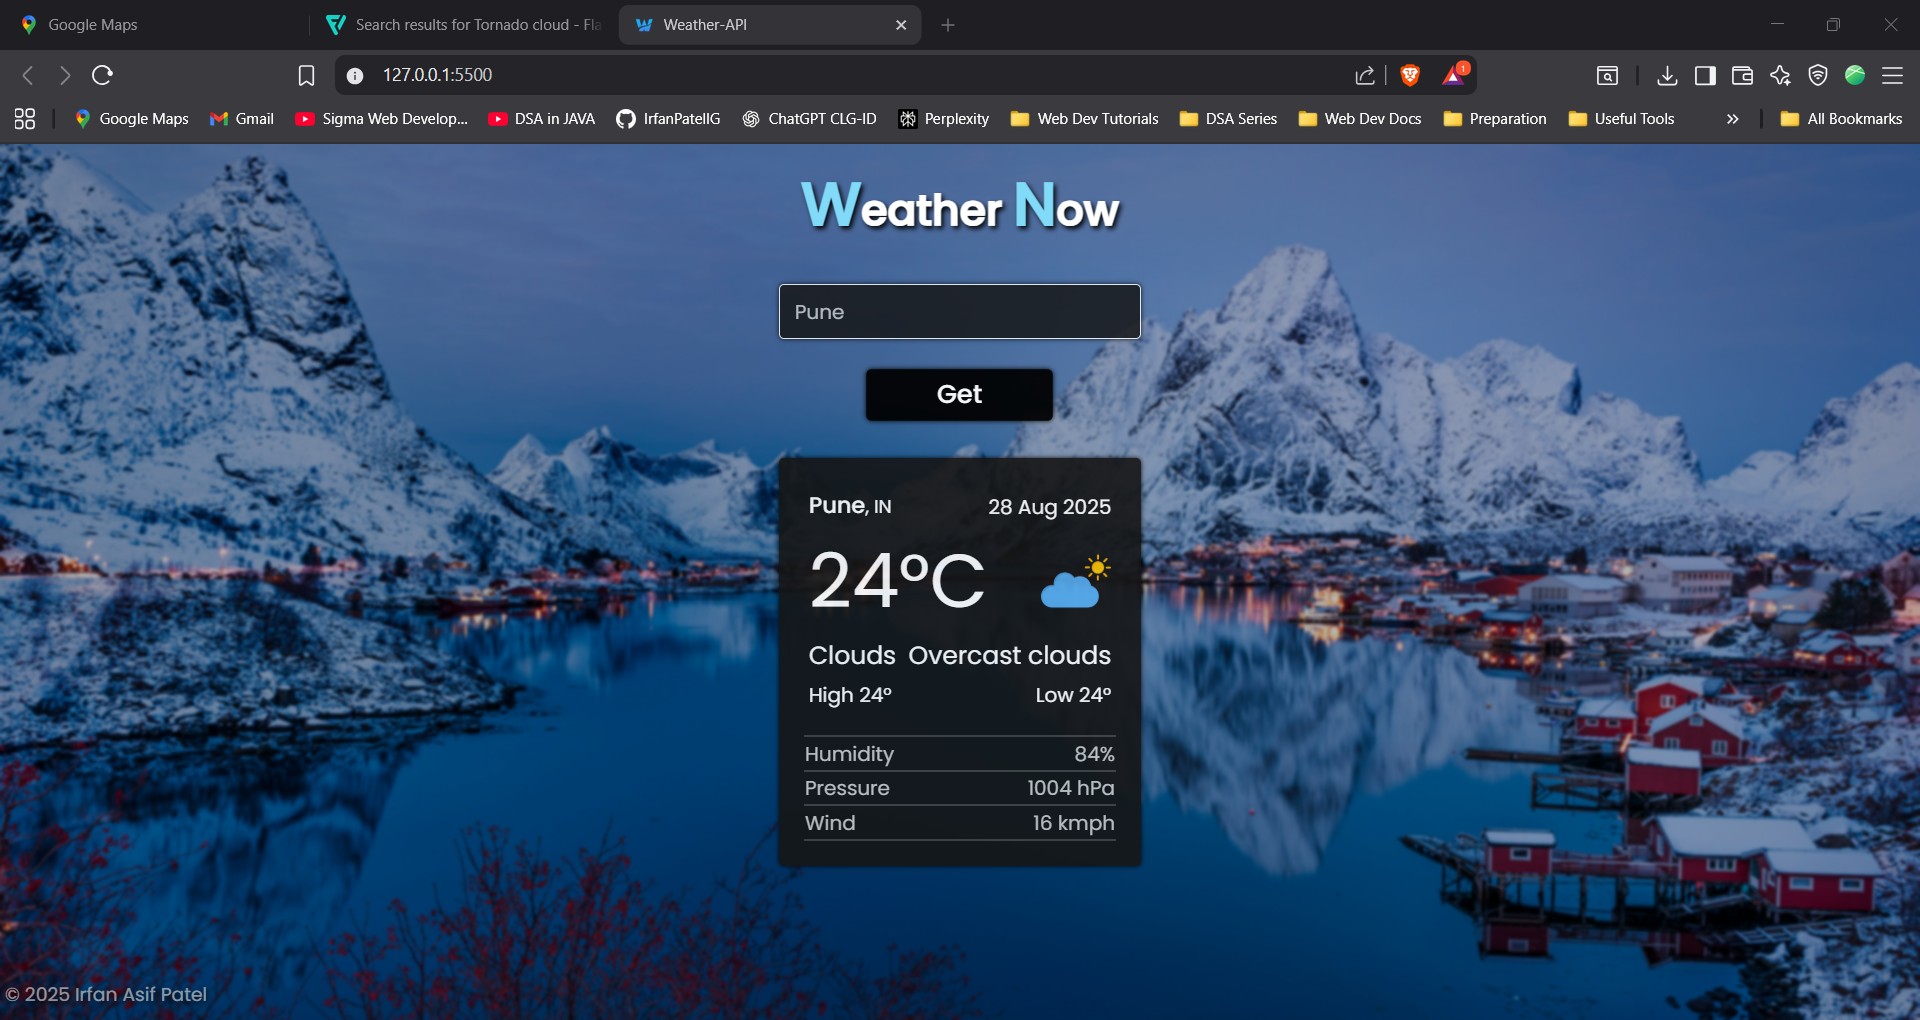 Google Maps
Search results for Tornado cloud - Fla
Weather-API
127.0.0.1:5500
1
Google Maps
Gmail
Sigma Web Develop...
DSA in JAVA
IrfanPatelIG
ChatGPT CLG-ID
Perplexity
Web Dev Tutorials
DSA Series
Web Dev Docs
Preparation
Useful Tools
All Bookmarks
Weather Now
Pune
Get
Pune, IN 28 Aug 2025
24°C
Clouds Overcast clouds
High 24° Low 24°
Humidity 84%
Pressure 1004 hPa
Wind 16 kmph
© 2025 Irfan Asif Patel